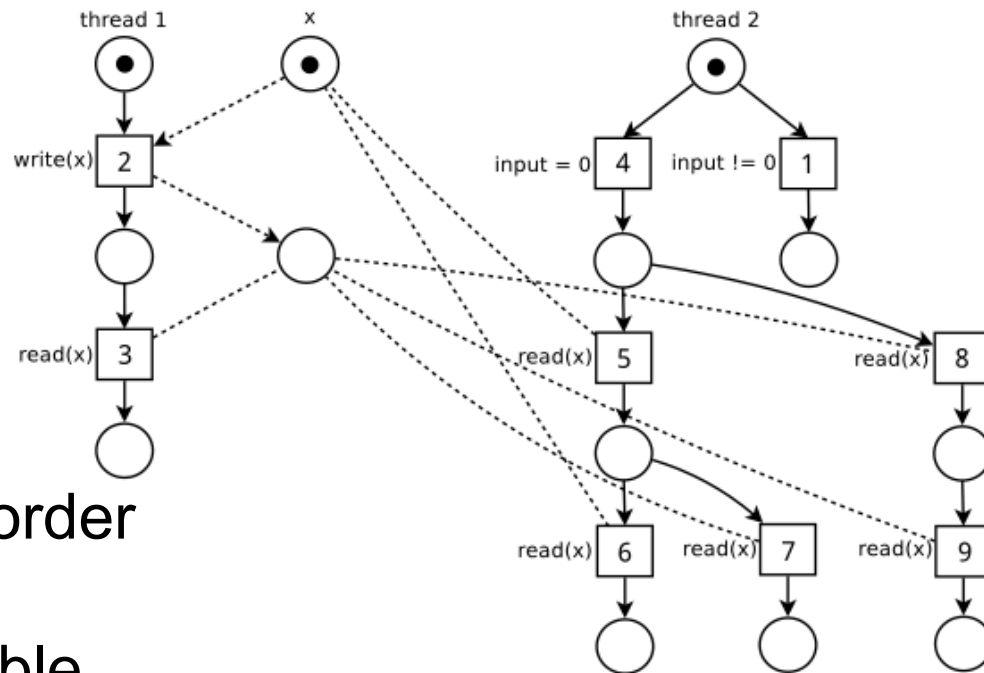 thread 1
x
thread 2
write(x) 2
input = 0 4
input != 0 1
read(x) 3
read(x) 5
read(x) 8
order
read(x) 6
read(x) 7
read(x) 9